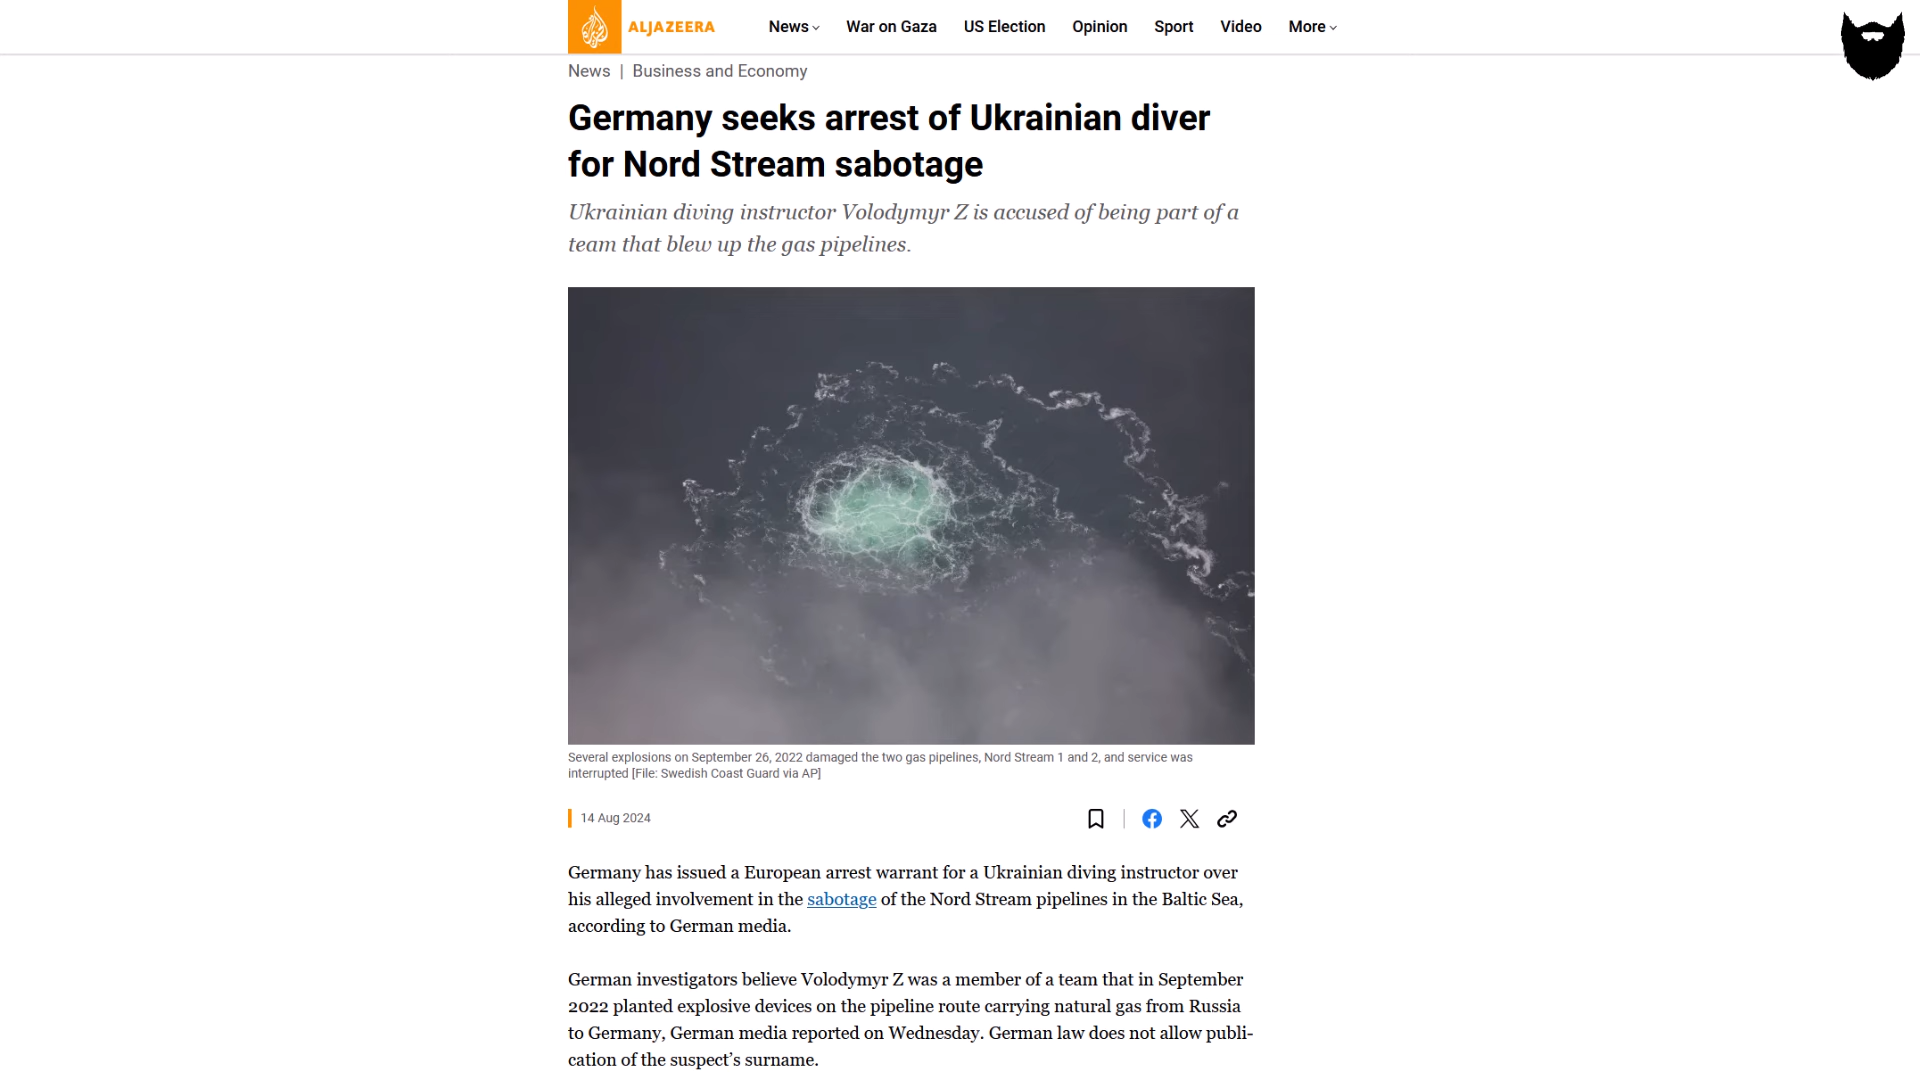 ALJAZEERA
News
War on Gaza
US Election
Opinion
Sport
Video
More
News | Business and Economy
Germany seeks arrest of Ukrainian diver
for Nord Stream sabotage
Ukrainian diving instructor Volodymyr Z is accused of being part of a
team that blew up the gas pipelines.
Several explosions on September 26, 2022 damaged the two gas pipelines, Nord Stream 1 and 2, and service was
interrupted [File: Swedish Coast Guard via AP]
14 Aug 2024
Germany has issued a European arrest warrant for a Ukrainian diving instructor over
his alleged involvement in the sabotage of the Nord Stream pipelines in the Baltic Sea,
according to German media.
German investigators believe Volodymyr Z was a member of a team that in September
2022 planted explosive devices on the pipeline route carrying natural gas from Russia
to Germany, German media reported on Wednesday. German law does not allow publi-
cation of the suspect’s surname.